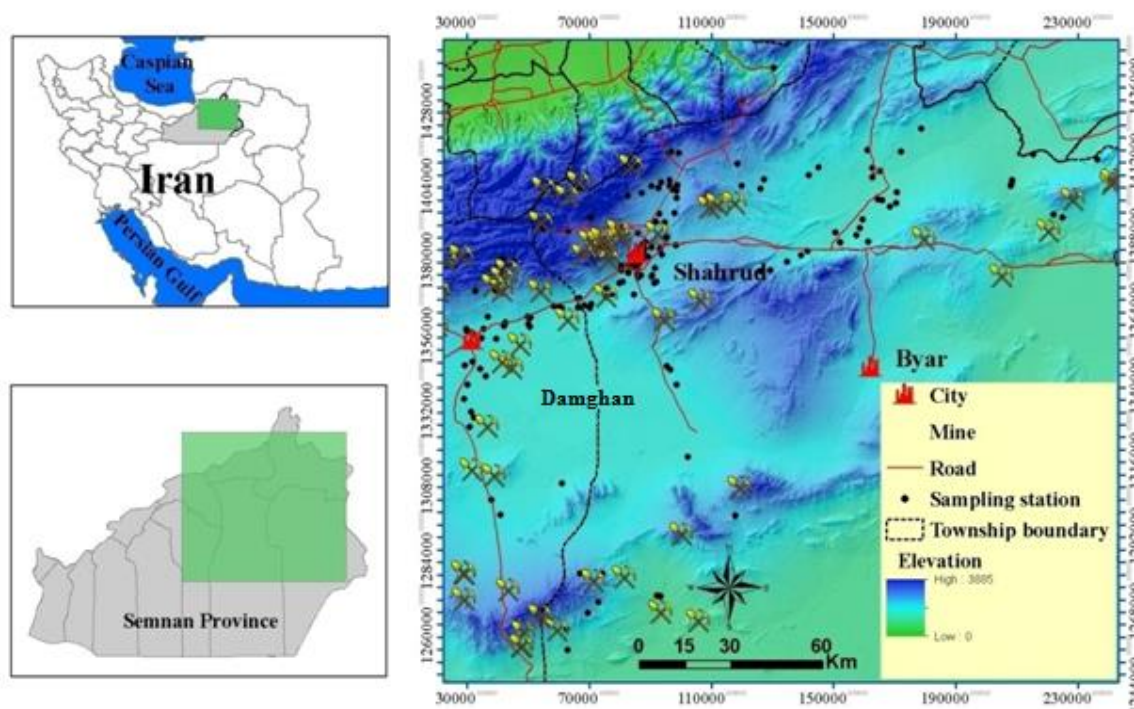 Caspian
Sea
Iran
Persian Gulf
Semnan Province
30000 70000 110000 150000 190000 230000
1428000
1404000
1380000
1356000
1332000
1308000
1284000
1260000
Shahrud
Byar
Damghan
City
Mine
Road
Sampling station
Township boundary
Elevation
High : 3885
Low : 0
0 15 30 60
Km
30000 70000 110000 150000 190000 230000